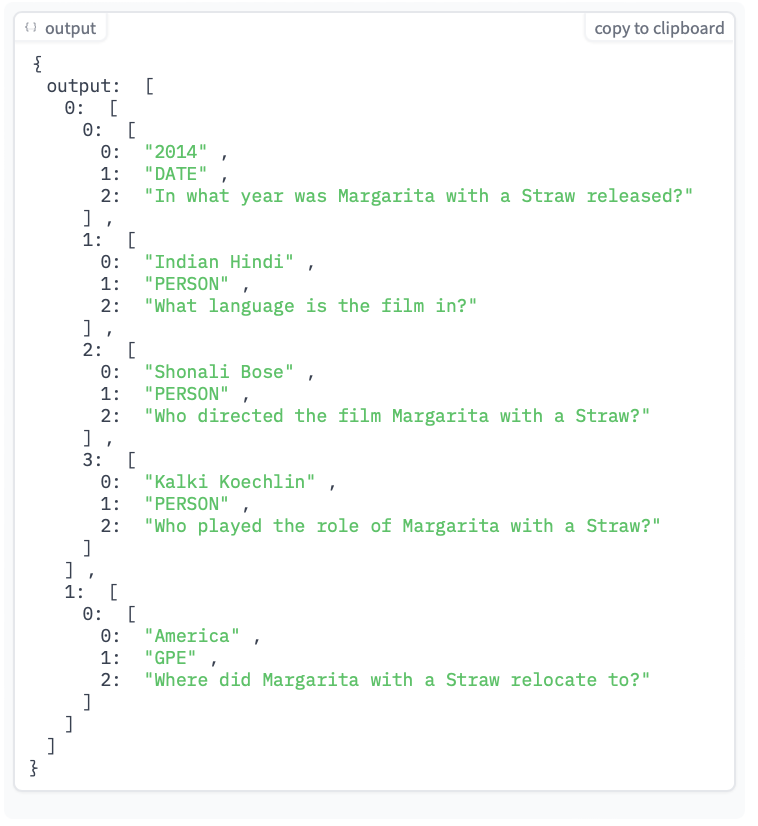 {} output
copy to clipboard
{
output: [
0: [
0: [
0: "2014" ,
1: "DATE" ,
2: "In what year was Margarita with a Straw released?"
] ,
1: [
0: "Indian Hindi" ,
1: "PERSON" ,
2: "What language is the film in?"
] ,
2: [
0: "Shonali Bose" ,
1: "PERSON" ,
2: "Who directed the film Margarita with a Straw?"
] ,
3: [
0: "Kalki Koechlin" ,
1: "PERSON" ,
2: "Who played the role of Margarita with a Straw?"
]
] ,
1: [
0: [
0: "America" ,
1: "GPE" ,
2: "Where did Margarita with a Straw relocate to?"
]
]
]
}